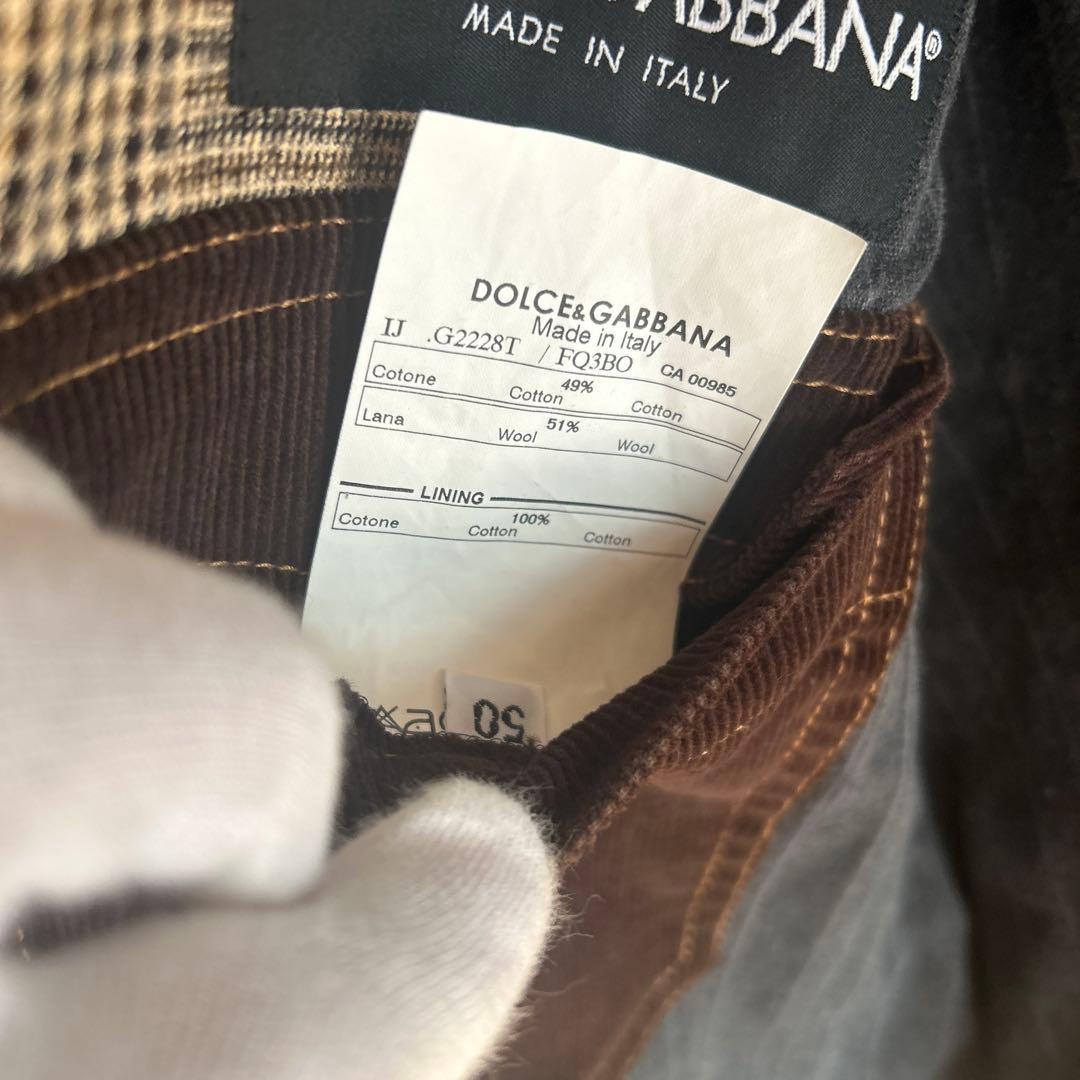 GABBANA®
MADE IN ITALY
DOLCE&GABBANA
Made in Italy
IJ .G2228T / FQ3BO CA 00985
Cotone Cotton 49% Cotton
Lana Wool 51% Wool
LINING
Cotone Cotton 100% Cotton
50